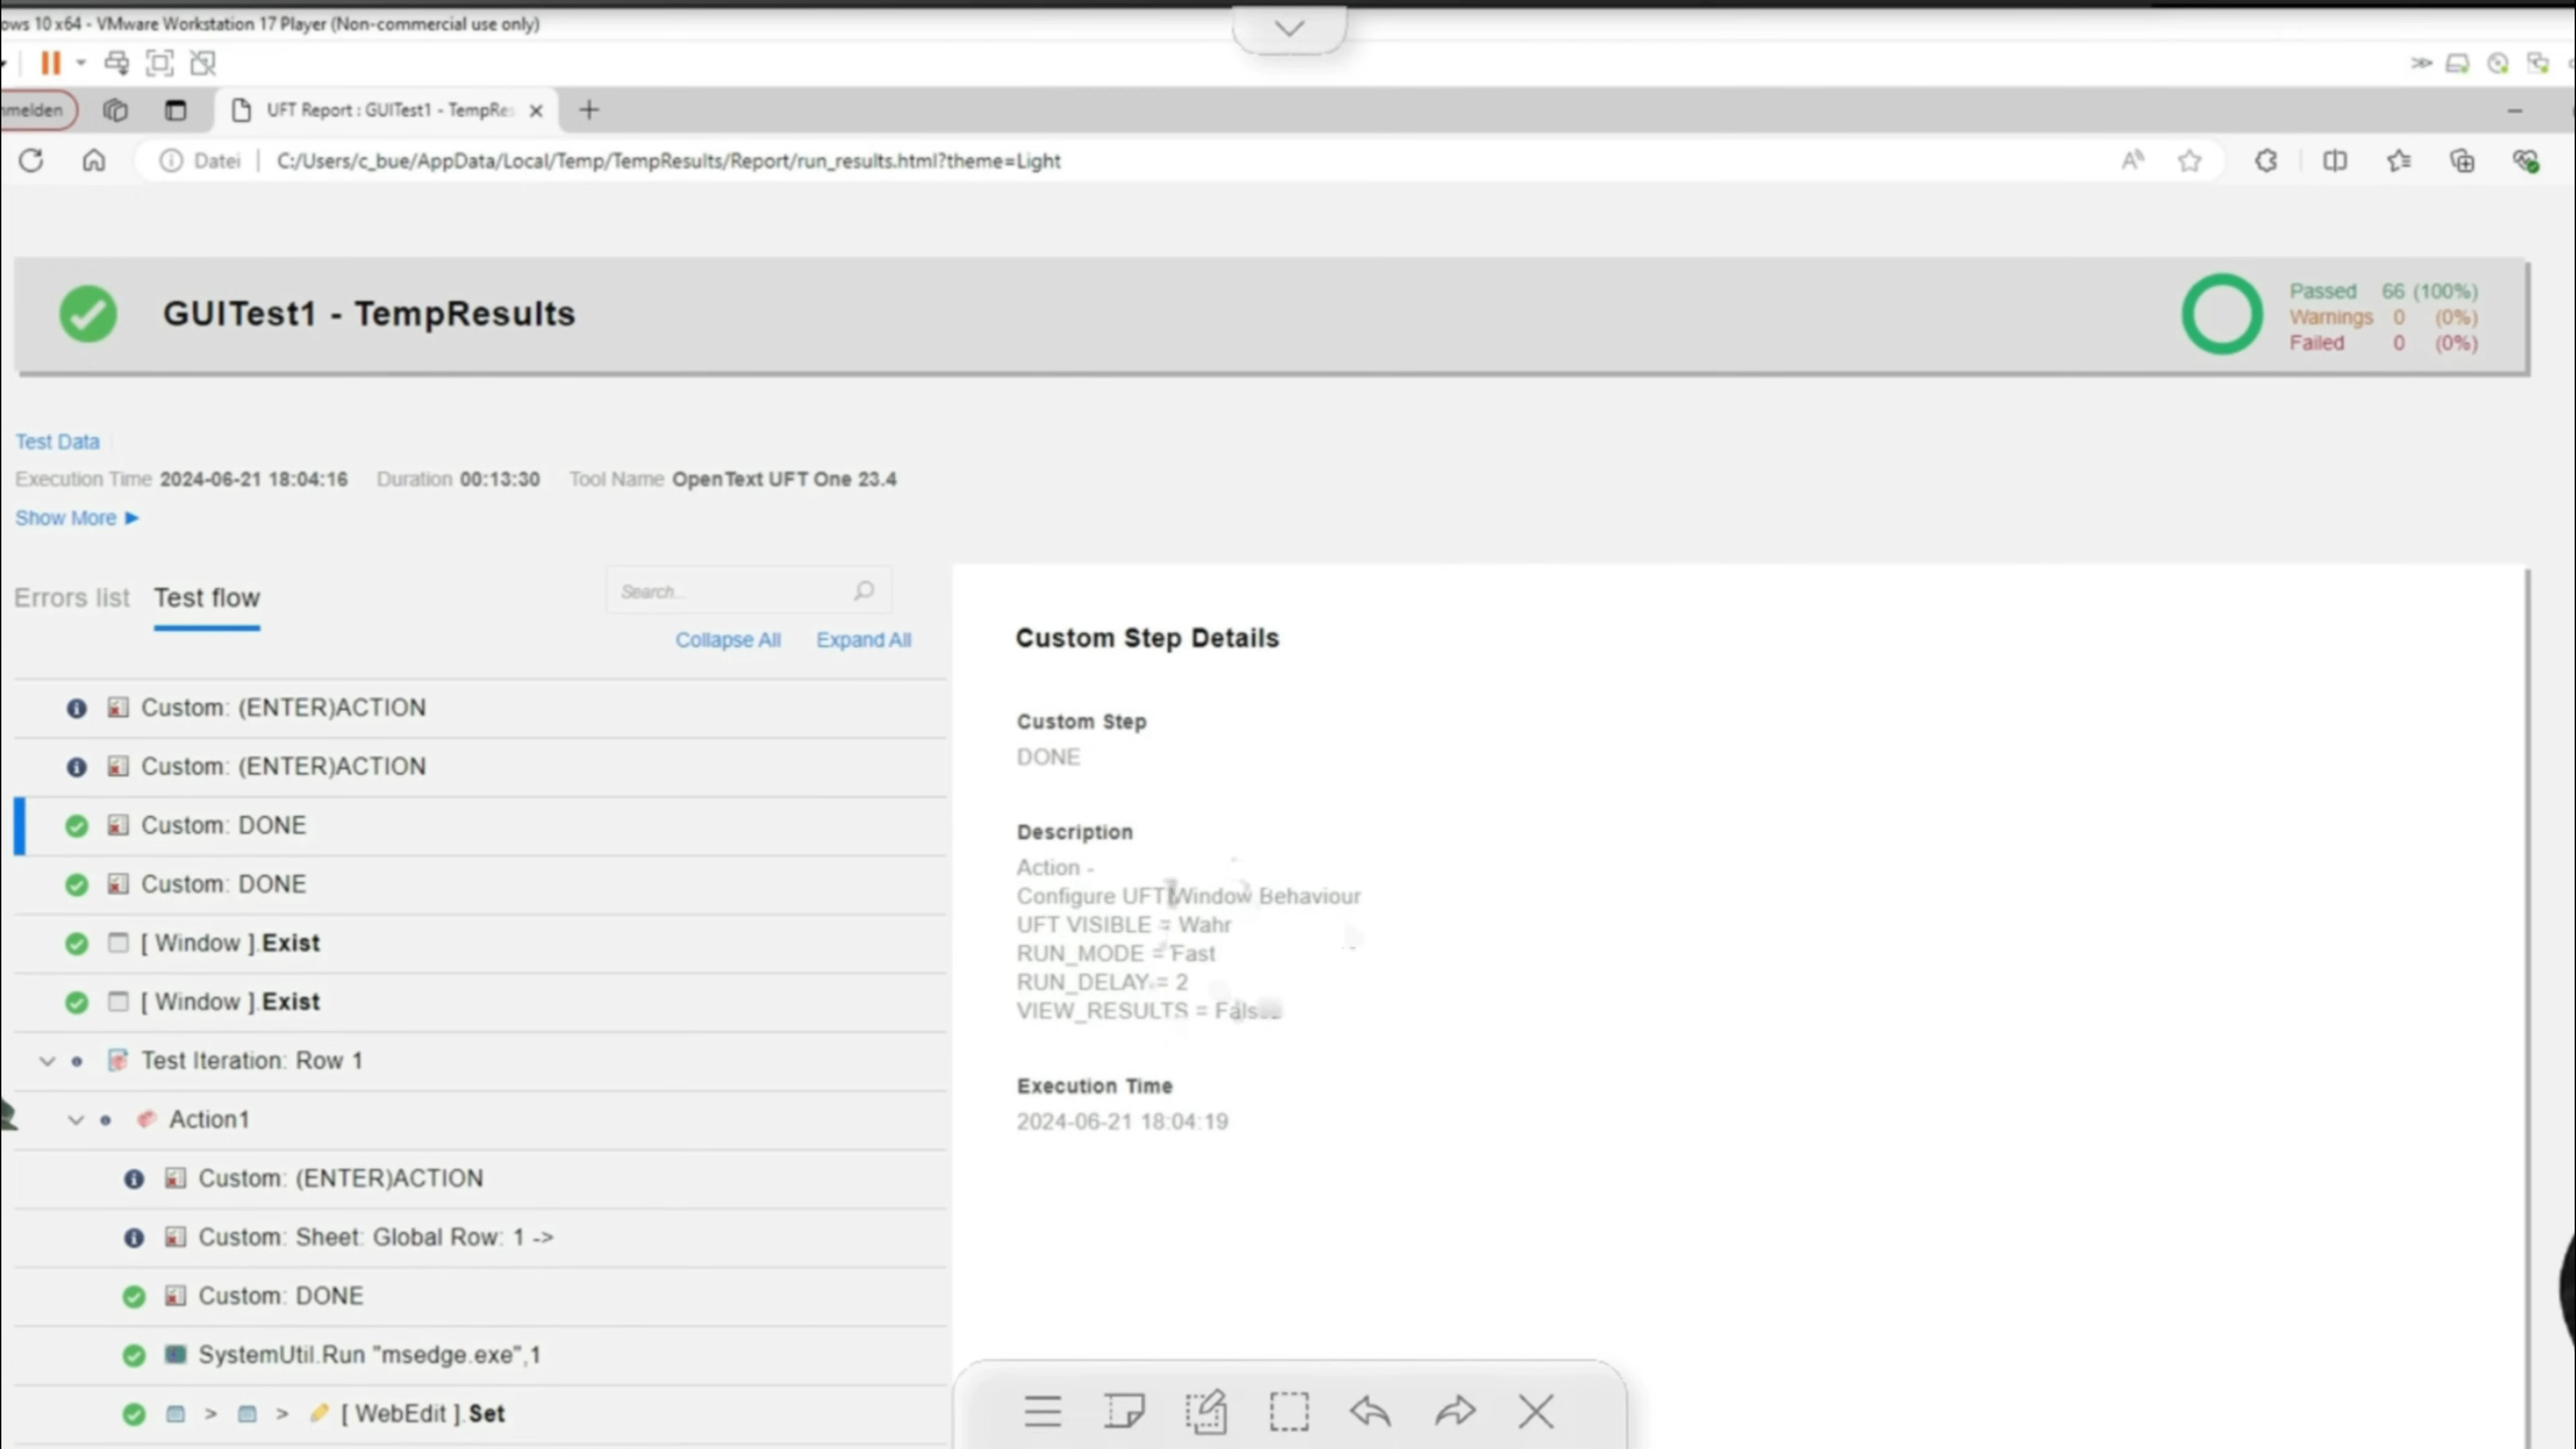 ows 10 x64 - VMware Workstation 17 Player (Non-commercial use only)
nmelden
UFT Report : GUITest1 - TempRes
Datei
C:/Users/c_bue/AppData/Local/Temp/TempResults/Report/run_results.html?theme=Light
GUITest1 - TempResults
Passed 66 (100%)
Warnings 0 (0%)
Failed 0 (0%)
Test Data
Execution Time 2024-06-21 18:04:16 Duration 00:13:30 Tool Name OpenText UFT One 23.4
Show More
Errors list Test flow
Search...
Collapse All Expand All
Custom: (ENTER)ACTION
Custom: (ENTER)ACTION
Custom: DONE
Custom: DONE
[ Window ].Exist
[ Window ].Exist
Test Iteration: Row 1
Action1
Custom: (ENTER)ACTION
Custom: Sheet: Global Row: 1 ->
Custom: DONE
SystemUtil.Run "msedge.exe",1
> > [ WebEdit ].Set
Custom Step Details
Custom Step
DONE
Description
Action -
Configure UFT Window Behaviour
UFT VISIBLE = Wahr
RUN_MODE = Fast
RUN_DELAY = 2
VIEW_RESULTS =
Execution Time
2024-06-21 18:04:19